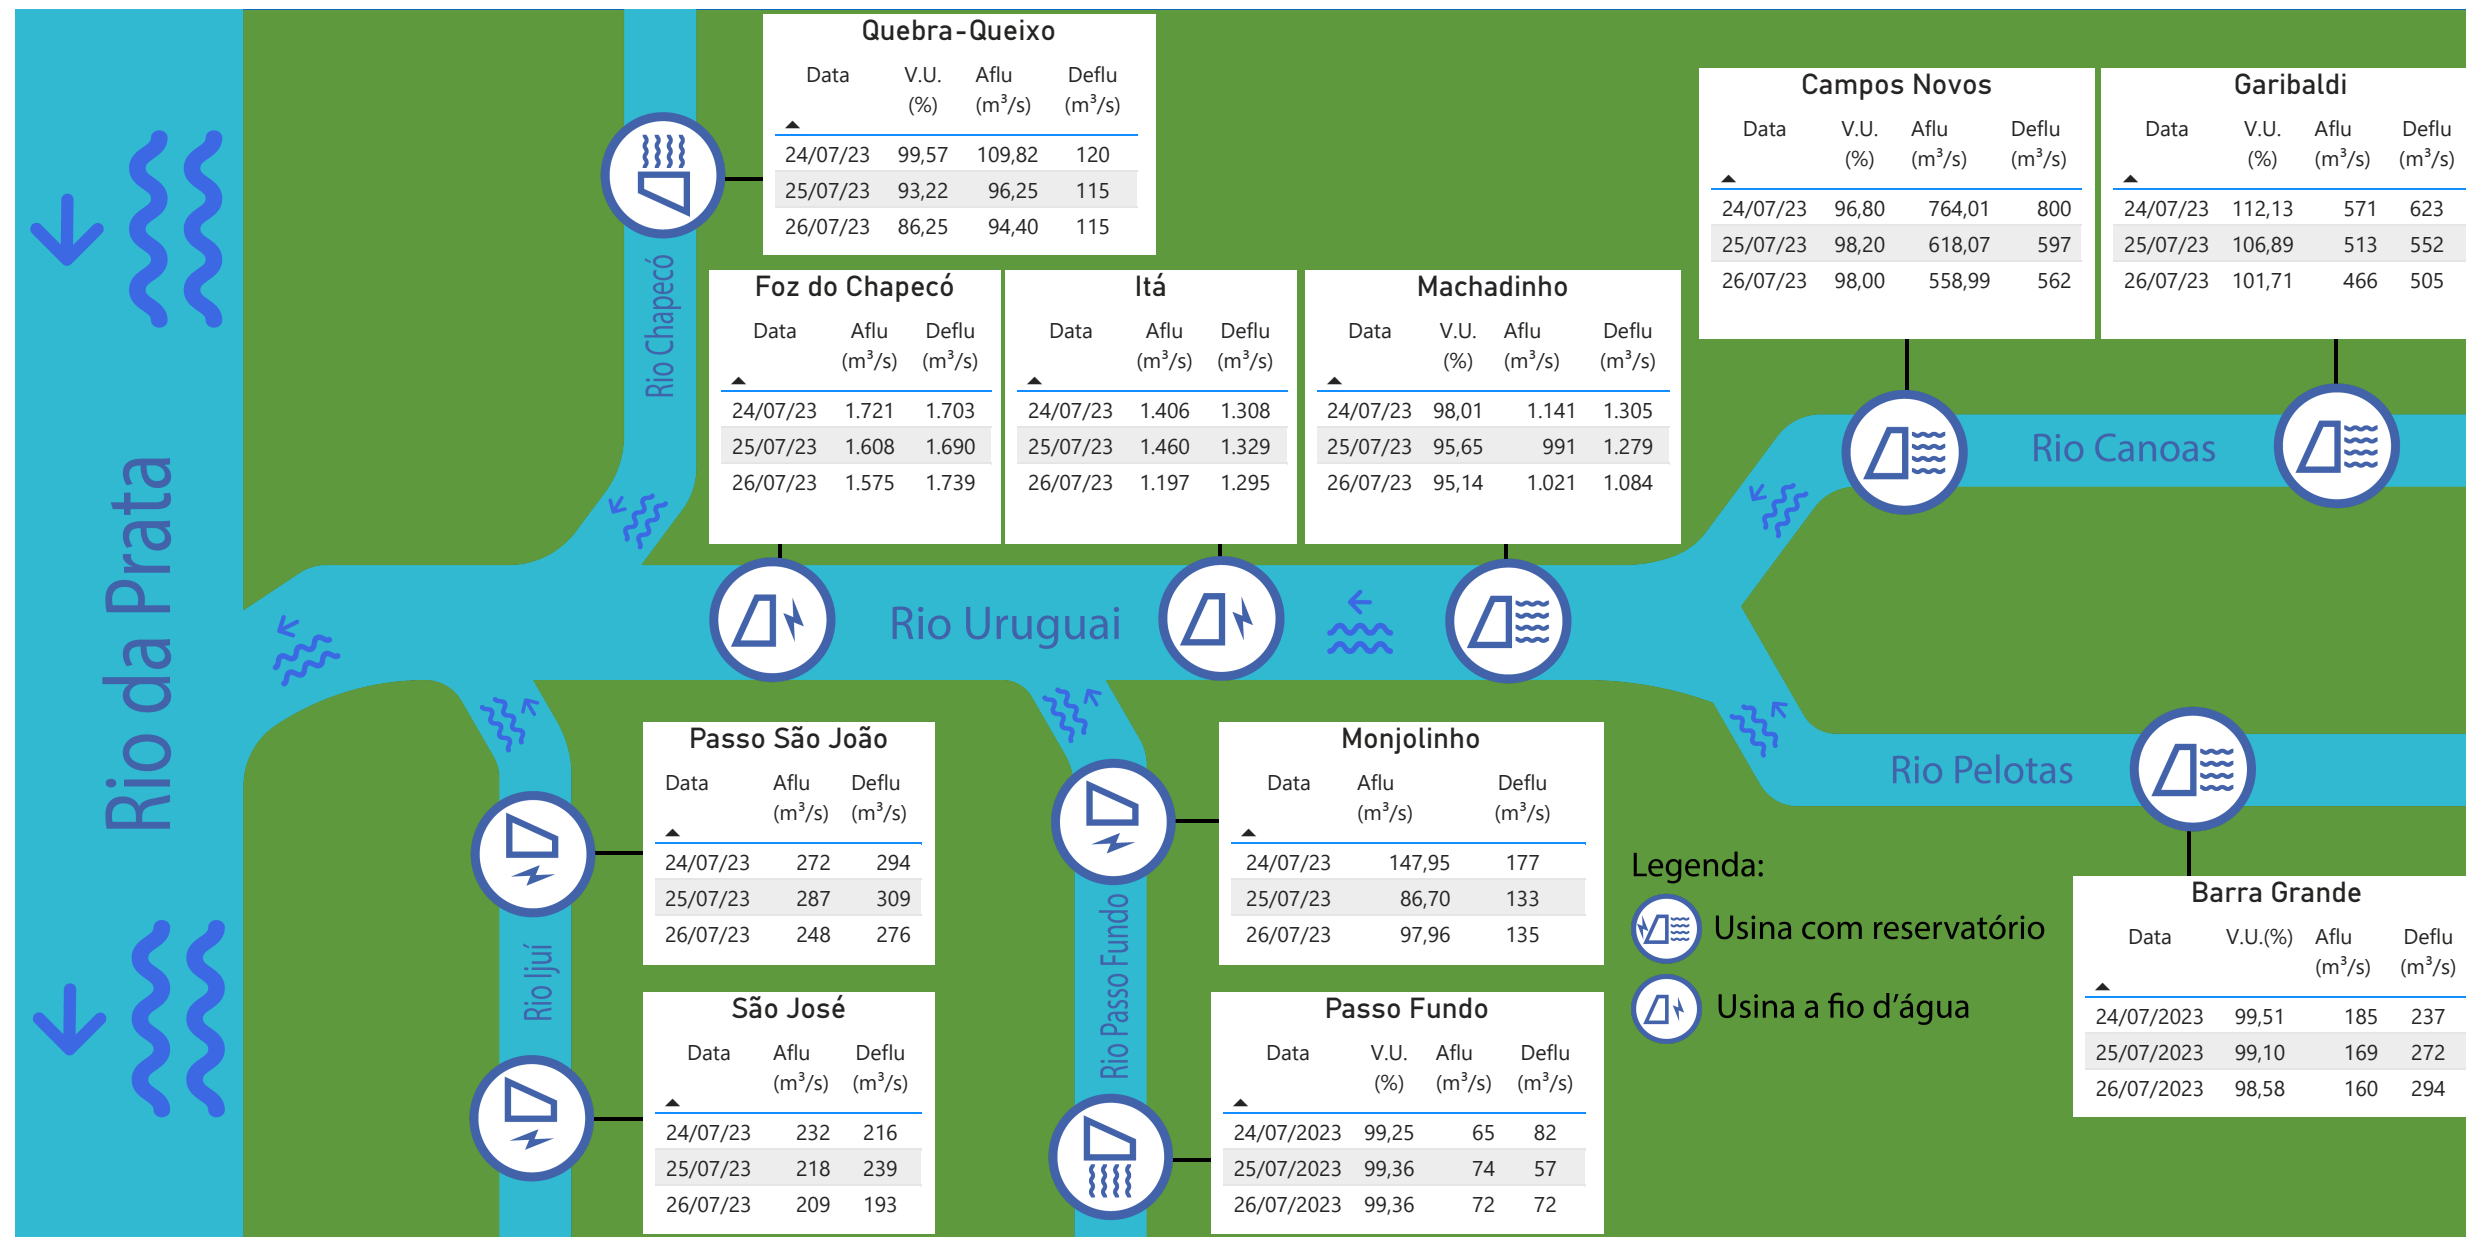 Quebra-Queixo
Data V.U. (%) Aflu (m³/s) Deflu (m³/s)
24/07/23 99,57 109,82 120
25/07/23 93,22 96,25 115
26/07/23 86,25 94,40 115
Campos Novos
Data V.U. (%) Aflu (m³/s) Deflu (m³/s)
24/07/23 96,80 764,01 800
25/07/23 98,20 618,07 597
26/07/23 98,00 558,99 562
Garibaldi
Data V.U. (%) Aflu (m³/s) Deflu (m³/s)
24/07/23 112,13 571 623
25/07/23 106,89 513 552
26/07/23 101,71 466 505
Foz do Chapecó
Data Aflu (m³/s) Deflu (m³/s)
24/07/23 1.721 1.703
25/07/23 1.608 1.690
26/07/23 1.575 1.739
Itá
Data Aflu (m³/s) Deflu (m³/s)
24/07/23 1.406 1.308
25/07/23 1.460 1.329
26/07/23 1.197 1.295
Machadinho
Data V.U. (%) Aflu (m³/s) Deflu (m³/s)
24/07/23 98,01 1.141 1.305
25/07/23 95,65 991 1.279
26/07/23 95,14 1.021 1.084
Rio Chapecó
Rio Canoas
Rio da Prata
Rio Uruguai
Rio Pelotas
Passo São João
Data Aflu (m³/s) Deflu (m³/s)
24/07/23 272 294
25/07/23 287 309
26/07/23 248 276
Monjolinho
Data Aflu (m³/s) Deflu (m³/s)
24/07/23 147,95 177
25/07/23 86,70 133
26/07/23 97,96 135
Rio Ijuí
Rio Passo Fundo
Legenda:
Usina com reservatório
Usina a fio d’água
Barra Grande
Data V.U.(%) Aflu (m³/s) Deflu (m³/s)
24/07/2023 99,51 185 237
25/07/2023 99,10 169 272
26/07/2023 98,58 160 294
São José
Data Aflu (m³/s) Deflu (m³/s)
24/07/23 232 216
25/07/23 218 239
26/07/23 209 193
Passo Fundo
Data V.U. (%) Aflu (m³/s) Deflu (m³/s)
24/07/2023 99,25 65 82
25/07/2023 99,36 74 57
26/07/2023 99,36 72 72